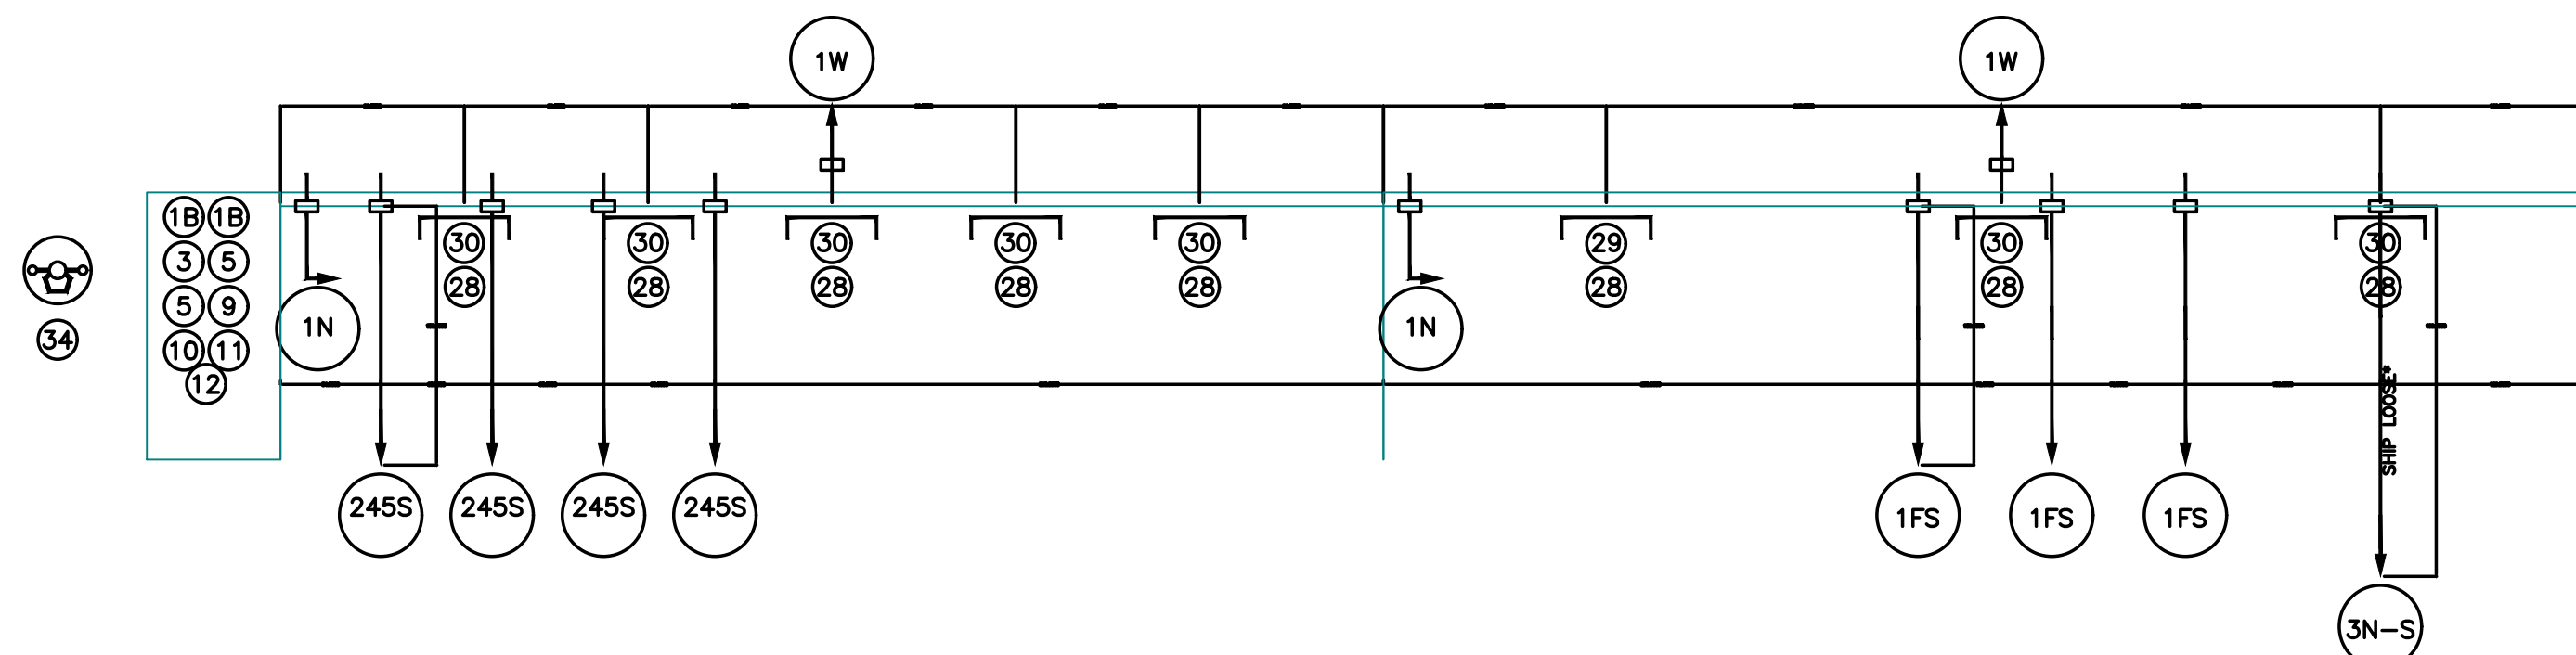 1W 1W
1B 1B
3 5
30 30 30 30 30 29 30 30
28 28 28 28 28 28 28 28
5 9
1N 1N
34
10 11
12
SHIP LOOSE*
245S 245S 245S 245S 1FS 1FS 1FS
3N-S